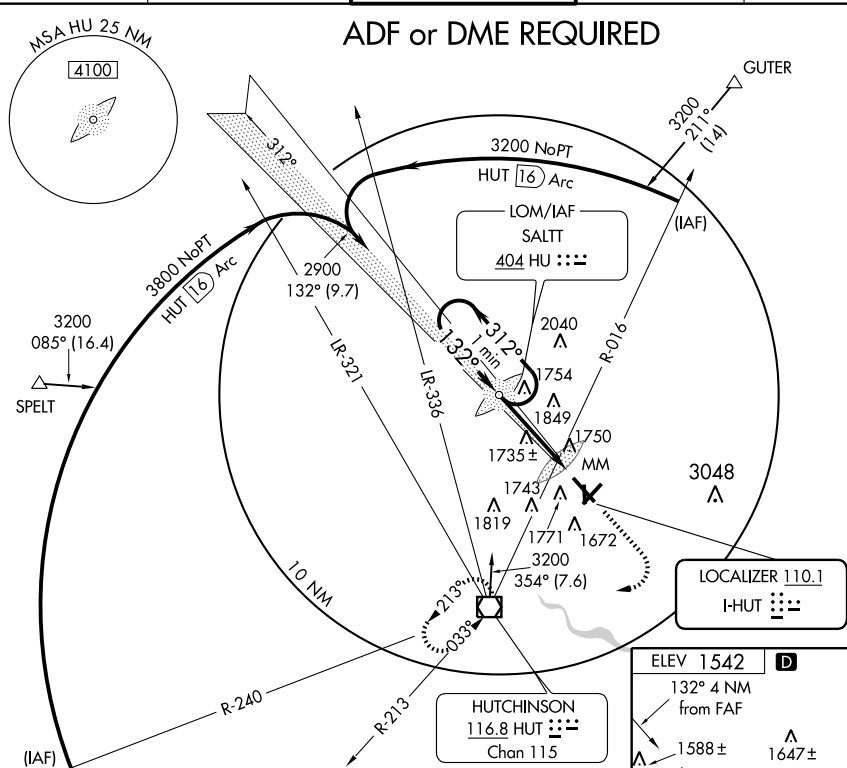 ADF or DME REQUIRED
MSA HU 25 NM
4100
GUTER
3200
211°
(14)
3200 NoPT
HUT 16 Arc
(IAF)
312°
LOM/IAF
SALTT
404 HU
3800 NoPT
HUT 16 Arc
2900
132° (9.7)
3200
085° (16.4)
SPELT
LR-321
LR-336
R-016
132°
312°
1 min
2040
1754
1849
1735±
1750
MM
3048
1743
1819
1771
1672
3200
354° (7.6)
LOCALIZER 110.1
I-HUT
10 NM
213°
033°
R-240
R-213
(IAF)
HUTCHINSON
116.8 HUT
Chan 115
ELEV 1542 D
132° 4 NM
from FAF
1588±
1647±